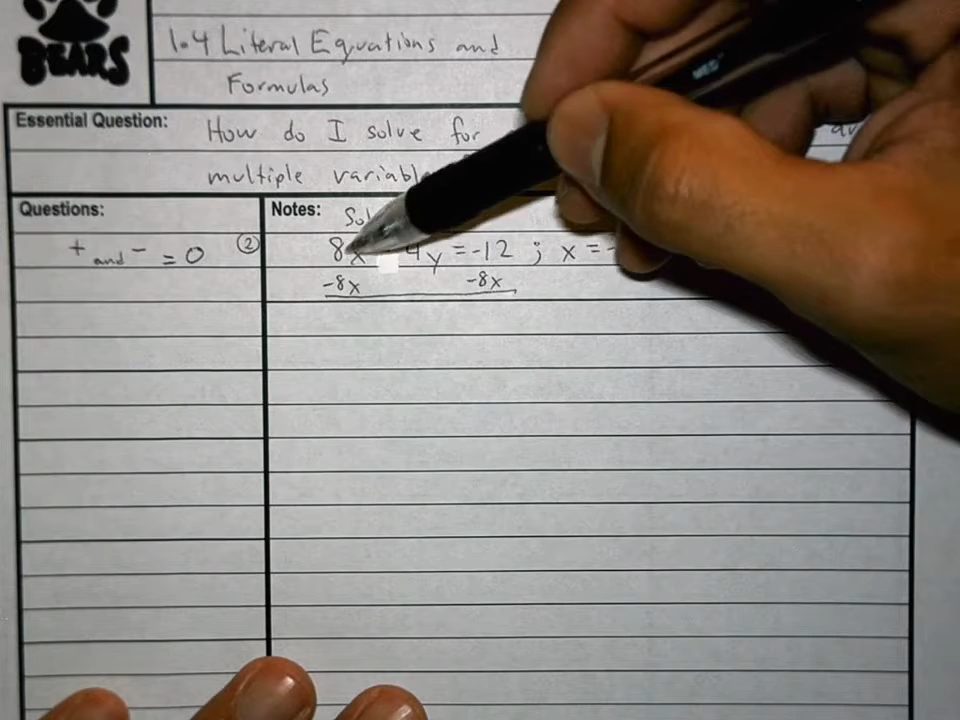 BEARS
1.4 Literal Equations and
Formulas
Essential Question: How do I solve for
multiple
Questions:
Notes:
+ and - = 0
② 8x 4y = -12 ; x = -
-8x -8x
MED